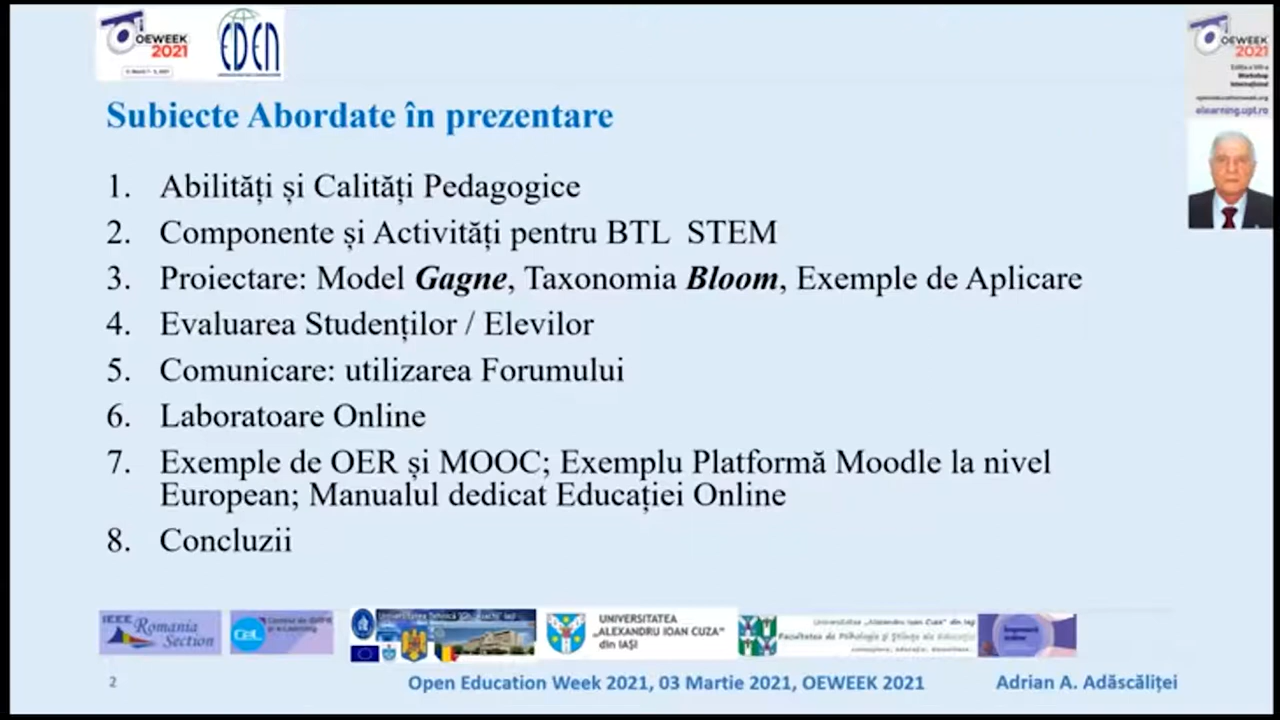 OEWEEK
2021
EDEN
OEWEEK
2021
Workshop
International
elearning.upt.ro
Subiecte Abordate în prezentare
1. Abilități și Calități Pedagogice
2. Componente și Activități pentru BTL STEM
3. Proiectare: Model Gagne, Taxonomia Bloom, Exemple de Aplicare
4. Evaluarea Studenților / Elevilor
5. Comunicare: utilizarea Forumului
6. Laboratoare Online
7. Exemple de OER și MOOC; Exemplu Platformă Moodle la nivel
European; Manualul dedicat Educației Online
8. Concluzii
IEEE Romania
Section
UNIVERSITATEA
„ALEXANDRU IOAN CUZA”
din IAȘI
2
Open Education Week 2021, 03 Martie 2021, OEWEEK 2021
Adrian A. Adăscăliței